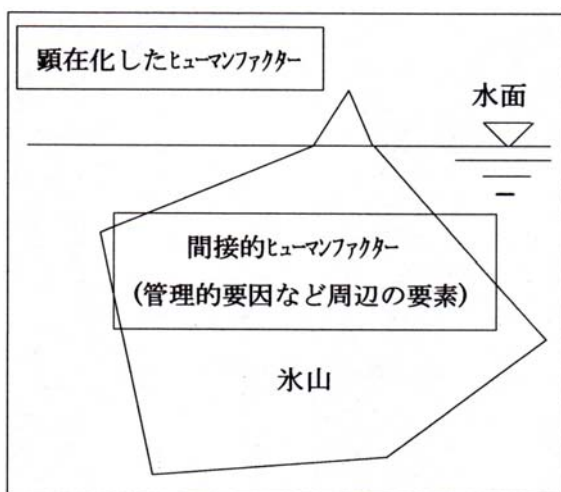 顕在化したﾋｭｰﾏﾝﾌｧｸﾀｰ
水面
間接的ﾋｭｰﾏﾝﾌｧｸﾀｰ
(管理的要因など周辺の要素)
氷山